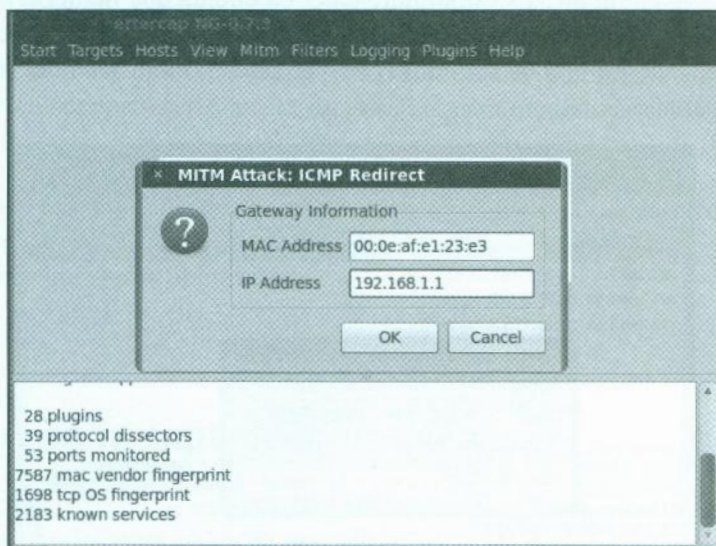 ettercap NG-0.7.3
Start Targets Hosts View Mitm Filters Logging Plugins Help
× MITM Attack: ICMP Redirect
Gateway Information
?
MAC Address 00:0e:af:e1:23:e3
IP Address 192.168.1.1
OK Cancel
28 plugins
39 protocol dissectors
53 ports monitored
7587 mac vendor fingerprint
1698 tcp OS fingerprint
2183 known services